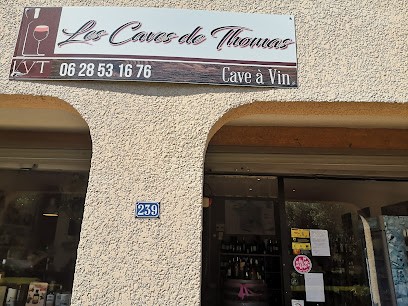 Les Caves de Thomas
LVT
06 28 53 16 76
Cave à Vin
239